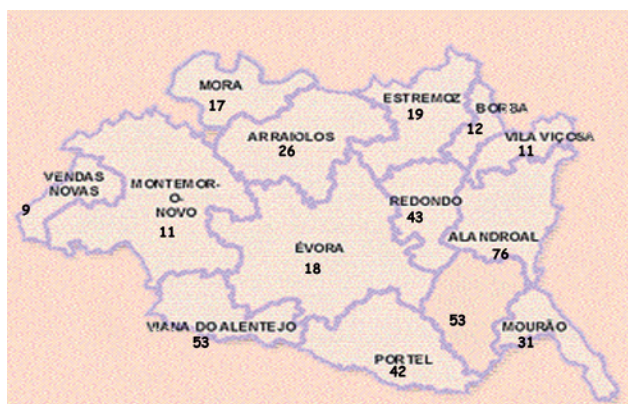 MORA
17
ESTREMOZ
19
BORBA
12
ARRAIOLOS
26
VILA VIÇOSA
11
VENDAS
NOVAS
9
MONTEMOR-
O-
NOVO
11
REDONDO
43
ÉVORA
18
ALANDROAL
76
VIANA DO ALENTEJO
53
53
MOURÃO
31
PORTEL
42